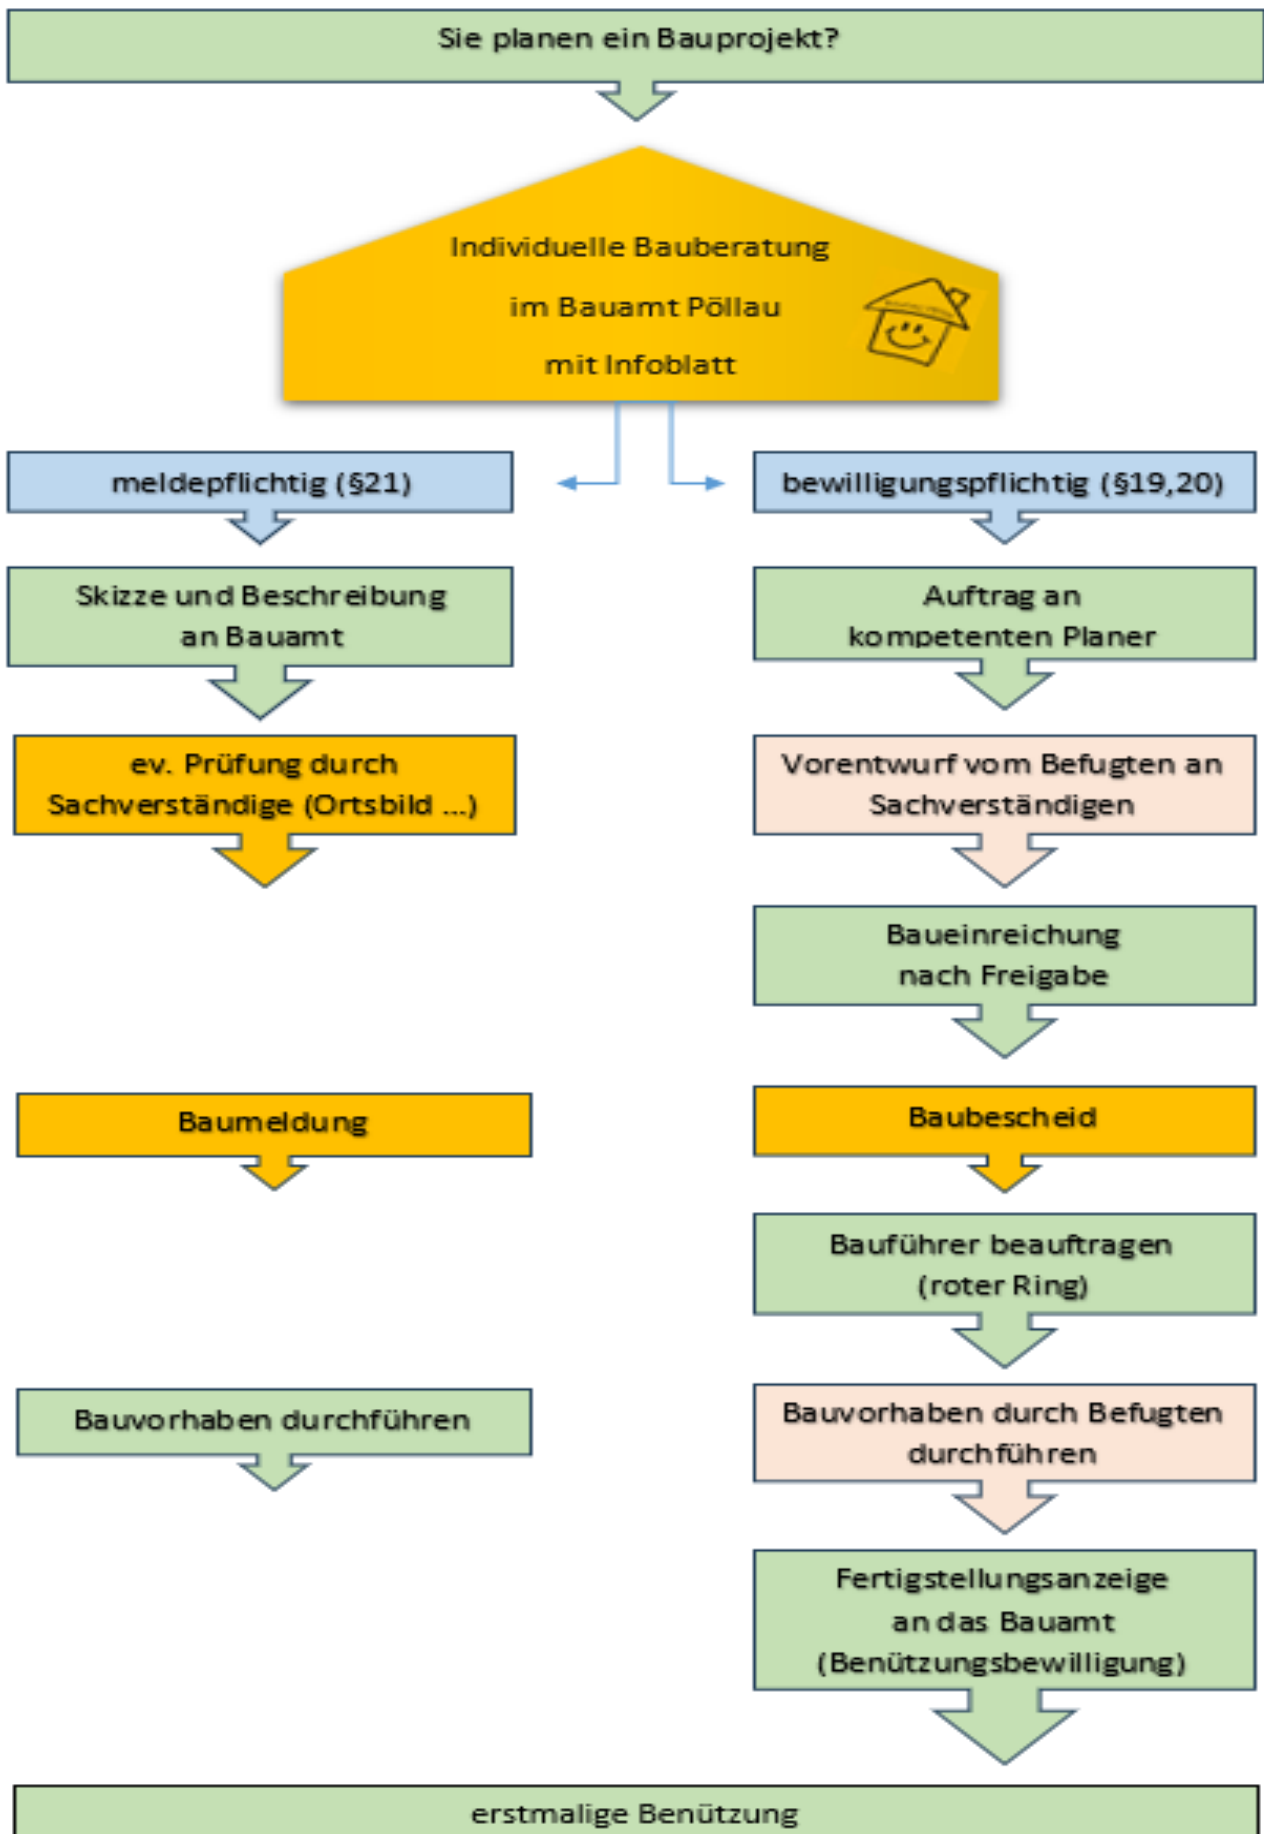 Sie planen ein Bauprojekt?
Individuelle Bauberatung
im Bauamt Pöllau
mit Infoblatt
meldepflichtig (§21)
bewilligungspflichtig (§19,20)
Skizze und Beschreibung
an Bauamt
Auftrag an
kompetenten Planer
ev. Prüfung durch
Sachverständige (Ortsbild ...)
Vorentwurf vom Befugten an
Sachverständigen
Baueinreichung
nach Freigabe
Baumeldung
Baubescheid
Bauführer beauftragen
(roter Ring)
Bauvorhaben durchführen
Bauvorhaben durch Befugten
durchführen
Fertigstellungsanzeige
an das Bauamt
(Benützungsbewilligung)
erstmalige Benützung